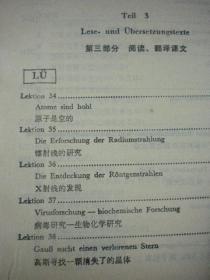 Teil 3
Lese- und Übersetzungstexte
第三部分 阅读、翻译课文
LÜ
Lektion 34
Atome sind hohl
原子是空的
Lektion 35
Die Erforschung der Radiumstrahlung
镭射线的研究
Lektion 36
Die Entdeckung der Röntgenstrahlen
X射线的发现
Lektion 37
Virusforschung — biochemische Forschung
病毒研究—生物化学研究
Lektion 38
Gauß sucht einen verlorenen Stern
高斯寻找一颗消失了的星体